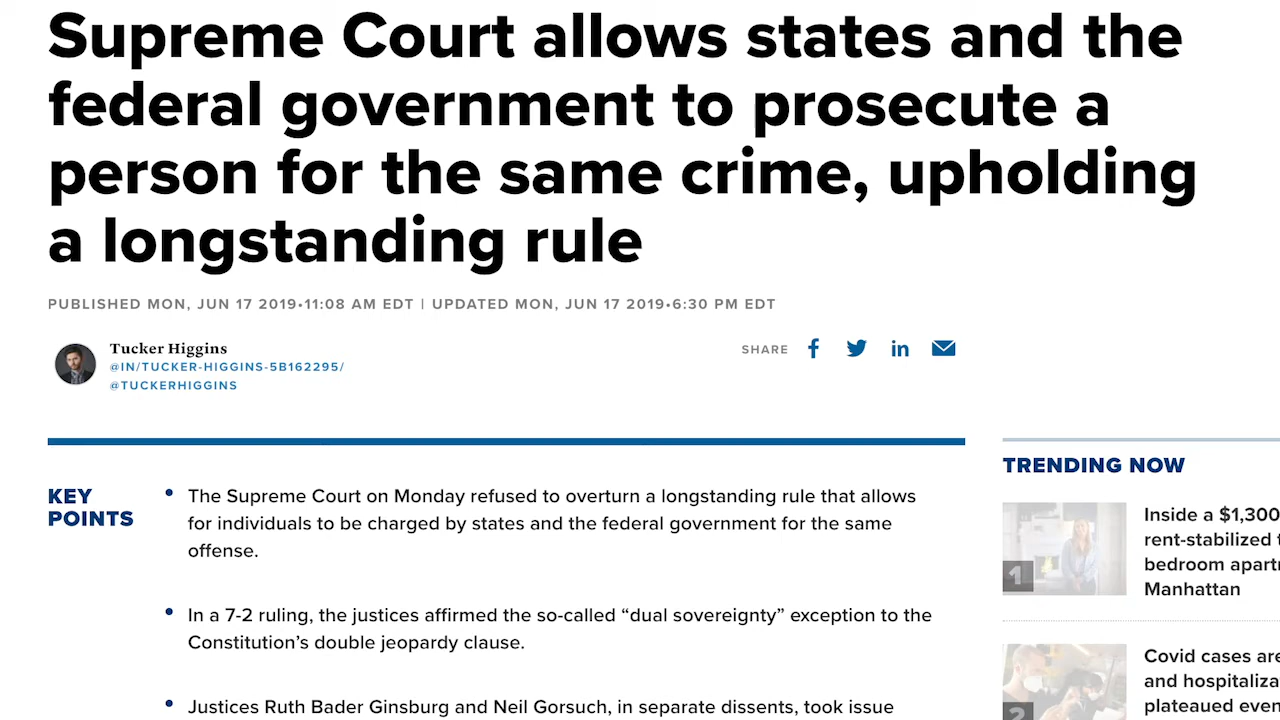 Supreme Court allows states and the
federal government to prosecute a
person for the same crime, upholding
a longstanding rule
PUBLISHED MON, JUN 17 2019•11:08 AM EDT | UPDATED MON, JUN 17 2019•6:30 PM EDT
Tucker Higgins
@IN/TUCKER-HIGGINS-5B162295/
@TUCKERHIGGINS
SHARE
KEY
POINTS
• The Supreme Court on Monday refused to overturn a longstanding rule that allows
for individuals to be charged by states and the federal government for the same
offense.
• In a 7-2 ruling, the justices affirmed the so-called “dual sovereignty” exception to the
Constitution’s double jeopardy clause.
• Justices Ruth Bader Ginsburg and Neil Gorsuch, in separate dissents, took issue
TRENDING NOW
1
Inside a $1,300
rent-stabilized
bedroom
Manhattan
2
Covid cases
and
plateaued